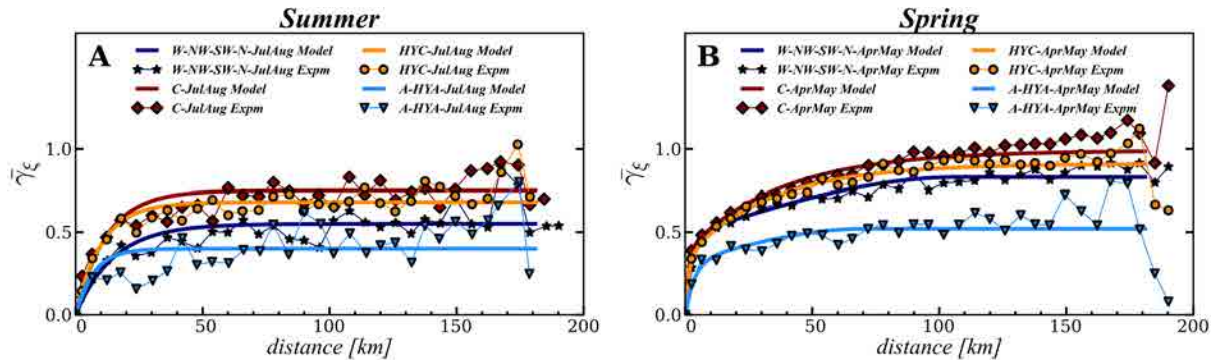 Summer
A
W-NW-SW-N-JulAug Model
W-NW-SW-N-JulAug Expm
C-JulAug Model
C-JulAug Expm
HYC-JulAug Model
HYC-JulAug Expm
A-HYA-JulAug Model
A-HYA-JulAug Expm
γ̄ξ
1.0
0.5
0.0
0 50 100 150 200
distance [km]
Spring
B
W-NW-SW-N-AprMay Model
W-NW-SW-N-AprMay Expm
C-AprMay Model
C-AprMay Expm
HYC-AprMay Model
HYC-AprMay Expm
A-HYA-AprMay Model
A-HYA-AprMay Expm
γ̄ξ
1.0
0.5
0.0
0 50 100 150 200
distance [km]